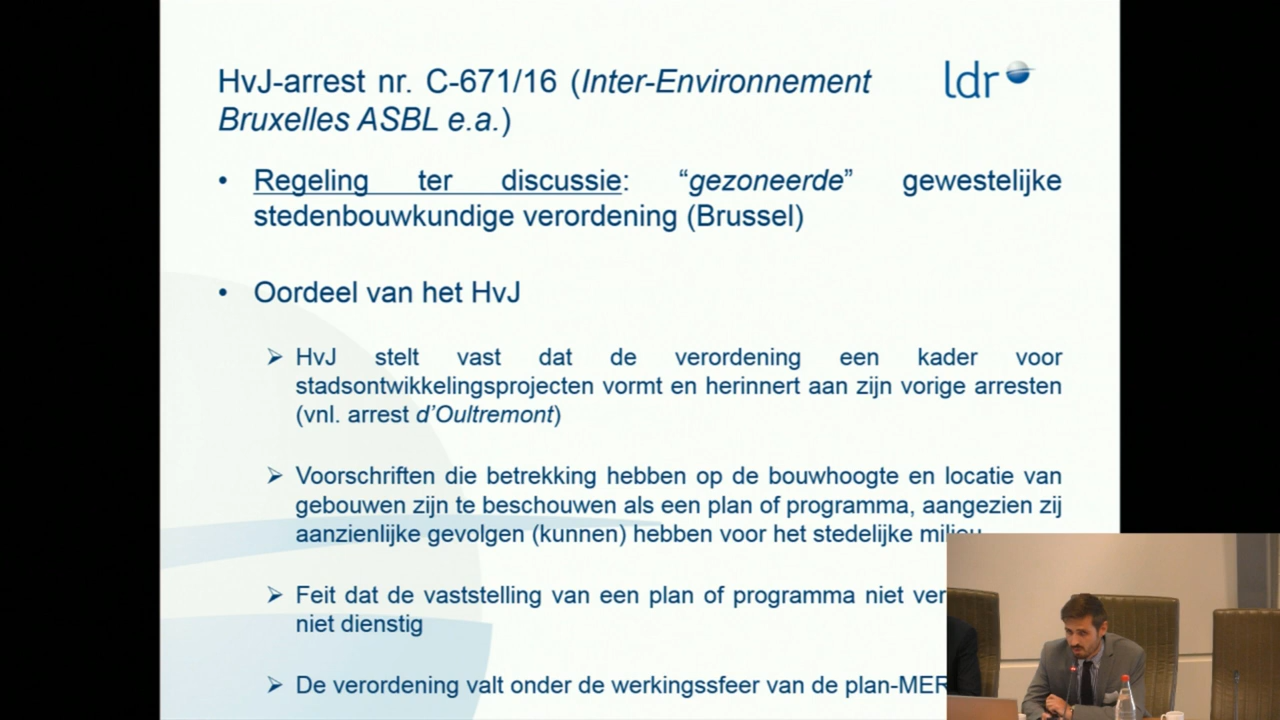 HvJ-arrest nr. C-671/16 (Inter-Environnement
ldr
Bruxelles ASBL e.a.)
• Regeling ter discussie: “gezoneerde” gewestelijke
stedenbouwkundige verordening (Brussel)
• Oordeel van het HvJ
➢ HvJ stelt vast dat de verordening een kader voor
stadsontwikkelingsprojecten vormt en herinnert aan zijn vorige arresten
(vnl. arrest d’Oultremont)
➢ Voorschriften die betrekking hebben op de bouwhoogte en locatie van
gebouwen zijn te beschouwen als een plan of programma, aangezien zij
aanzienlijke gevolgen (kunnen) hebben voor het stedelijke milieu
➢ Feit dat de vaststelling van een plan of programma niet
niet dienstig
➢ De verordening valt onder de werkingssfeer van de plan-MER